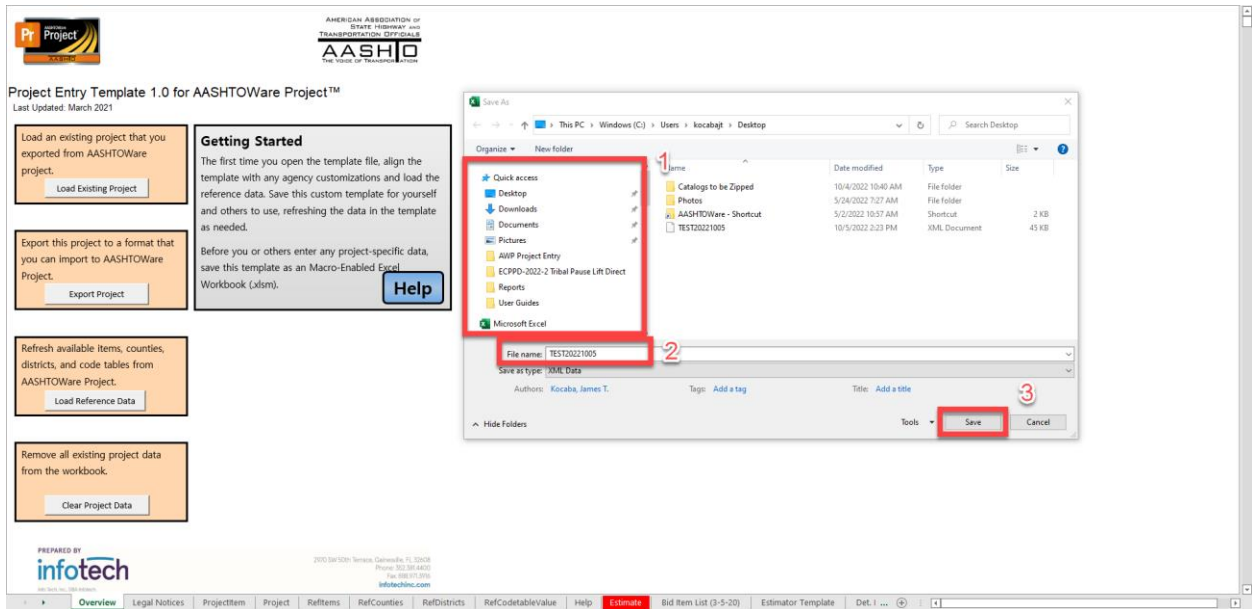 Pr Project
AASHTO
AMERICAN ASSOCIATION OF
STATE HIGHWAY AND
TRANSPORTATION OFFICIALS
AASHTO
THE VOICE OF TRANSPORTATION
Project Entry Template 1.0 for AASHTOWare Project™
Last Updated: March 2021
Load an existing project that you
exported from AASHTOWare
project.
Load Existing Project
Export this project to a format that
you can import to AASHTOWare
Project.
Export Project
Refresh available items, counties,
districts, and code tables from
AASHTOWare Project.
Load Reference Data
Remove all existing project data
from the workbook.
Clear Project Data
Getting Started
The first time you open the template file, align the
template with any agency customizations and load the
reference data. Save this custom template for yourself
and others to use, refreshing the data in the template
as needed.
Before you or others enter any project-specific data,
save this template as an Macro-Enabled Excel
Workbook (.xlsm).
Help
Save As
This PC > Windows (C:) > Users > kocabajt > Desktop
Search Desktop
Organize New folder
1
Name Date modified Type Size
Quick access
Desktop
Downloads
Documents
Pictures
AWP Project Entry
ECPPD-2022-2 Tribal Pause Lift Direct
Reports
User Guides
Microsoft Excel
Catalogs to be Zipped 10/4/2022 10:40 AM File folder
Photos 5/24/2022 7:27 AM File folder
AASHTOWare - Shortcut 5/2/2022 10:57 AM Shortcut 2 KB
TEST20221005 10/5/2022 2:23 PM XML Document 45 KB
File name: TEST20221005
2
Save as type: XML Data
Authors: Kocaba, James T. Tags: Add a tag Title: Add a title
3
Hide Folders Tools Save Cancel
PREPARED BY
infotech
2970 SW 50th Terrace, Gainesville, FL 32608
infotechinc.com
Overview Legal Notices ProjectItem Project RefItems RefCounties RefDistricts RefCodetableValue Help Estimate Bid Item List (3-5-20) Estimator Template Det. I ...